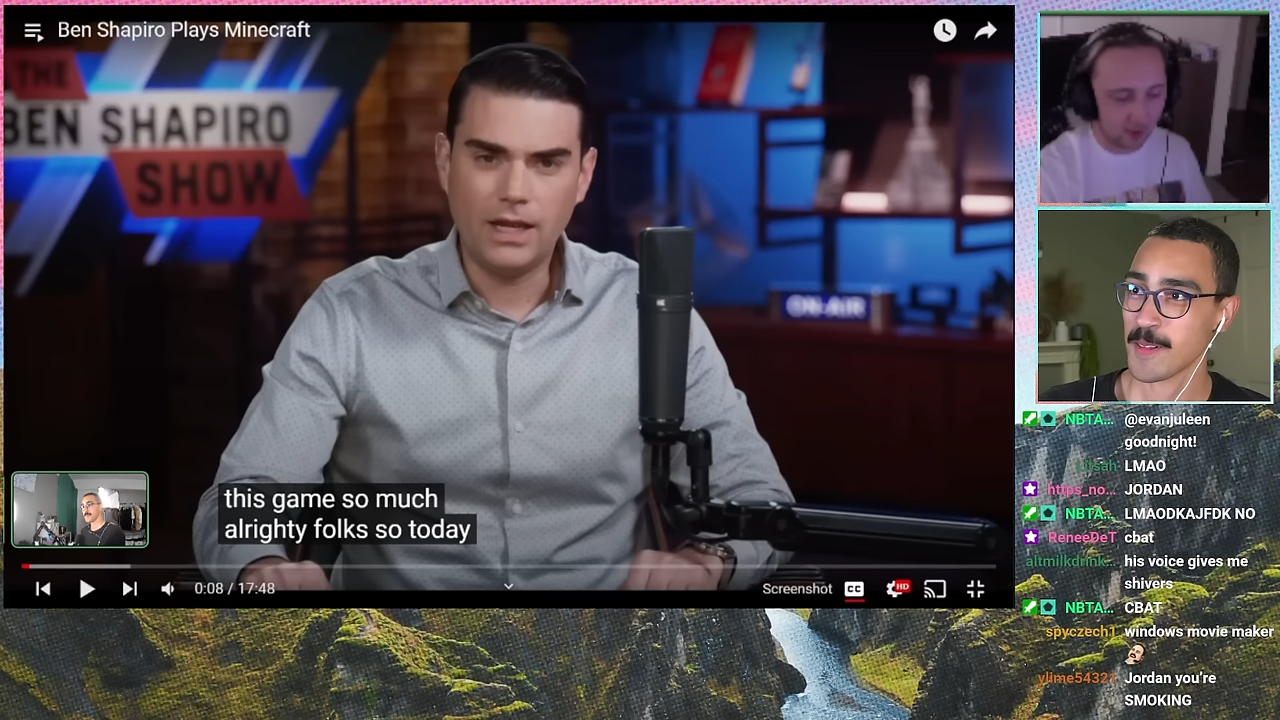 Ben Shapiro Plays Minecraft
THE
BEN SHAPIRO
SHOW
ON-AIR
this game so much
alrighty folks so today
0:08 / 17:48
Screenshot
CC
HD
NBTA... @evanjuleen
goodnight!
LMAO
https_no... JORDAN
NBTA... LMAODKAJFDK NO
ReneeDeT cbat
altmilkdrink... his voice gives me
shivers
NBTA... CBAT
spyczech1 windows movie maker
ylime54321 Jordan you're
SMOKING